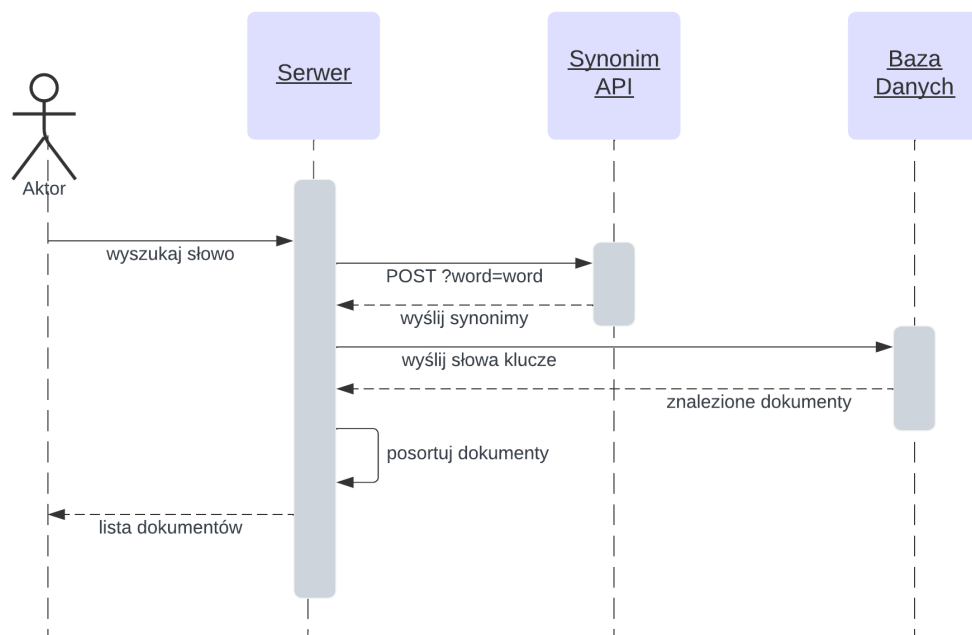 Serwer
Synonim
API
Baza
Danych
Aktor
wyszukaj słowo
POST ?word=word
wyślij synonimy
wyślij słowa klucze
znalezione dokumenty
posortuj dokumenty
lista dokumentów